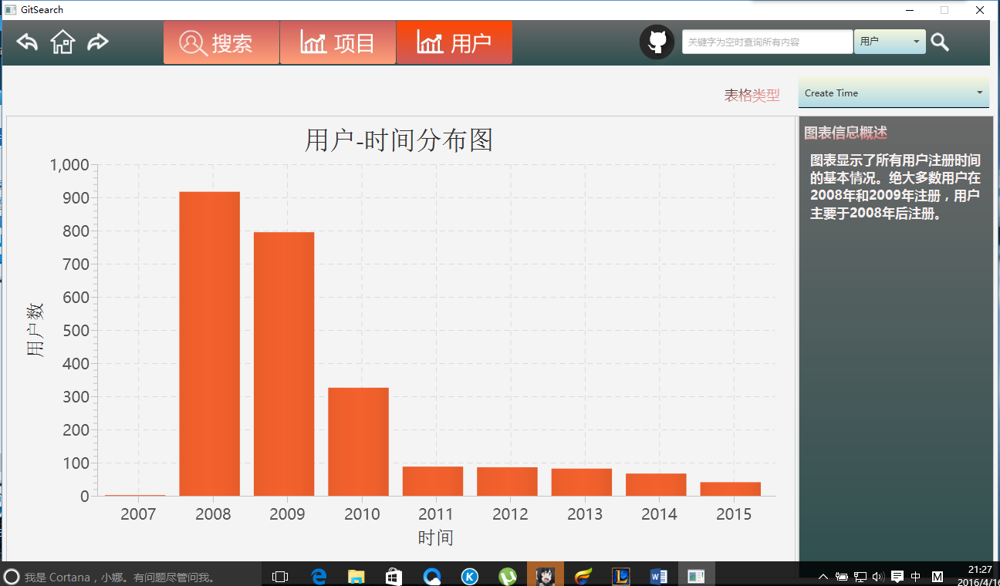 GitSearch
搜索
项目
用户
关键字为空时查询所有内容
用户
表格类型
Create Time
用户-时间分布图
1,000
900
800
700
600
500
400
300
200
100
0
用户数
2007 2008 2009 2010 2011 2012 2013 2014 2015
时间
图表信息概述
图表显示了所有用户注册时间
的基本情况。绝大多数用户在
2008年和2009年注册，用户
主要于2008年后注册。
我是 Cortana，小娜。有问题尽管问我。
中
M
21:27
2016/4/16